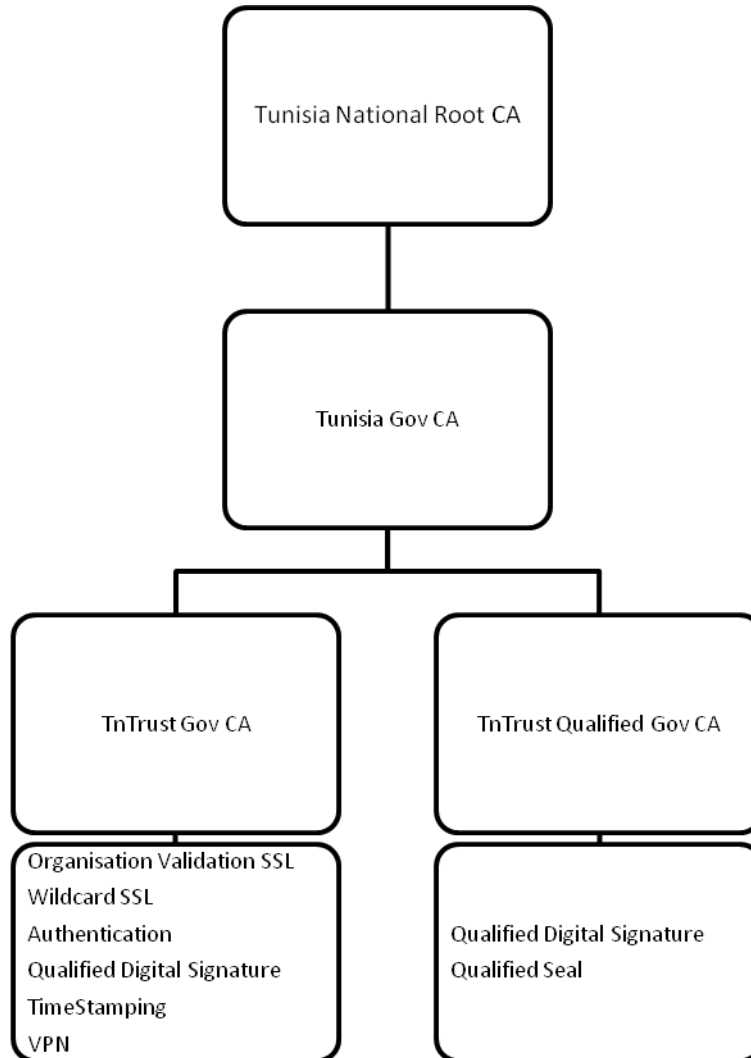 Tunisia National Root CA
Tunisia Gov CA
TnTrust Gov CA
TnTrust Qualified Gov CA
Organisation Validation SSL
Wildcard SSL
Authentication
Qualified Digital Signature
TimeStamping
VPN
Qualified Digital Signature
Qualified Seal